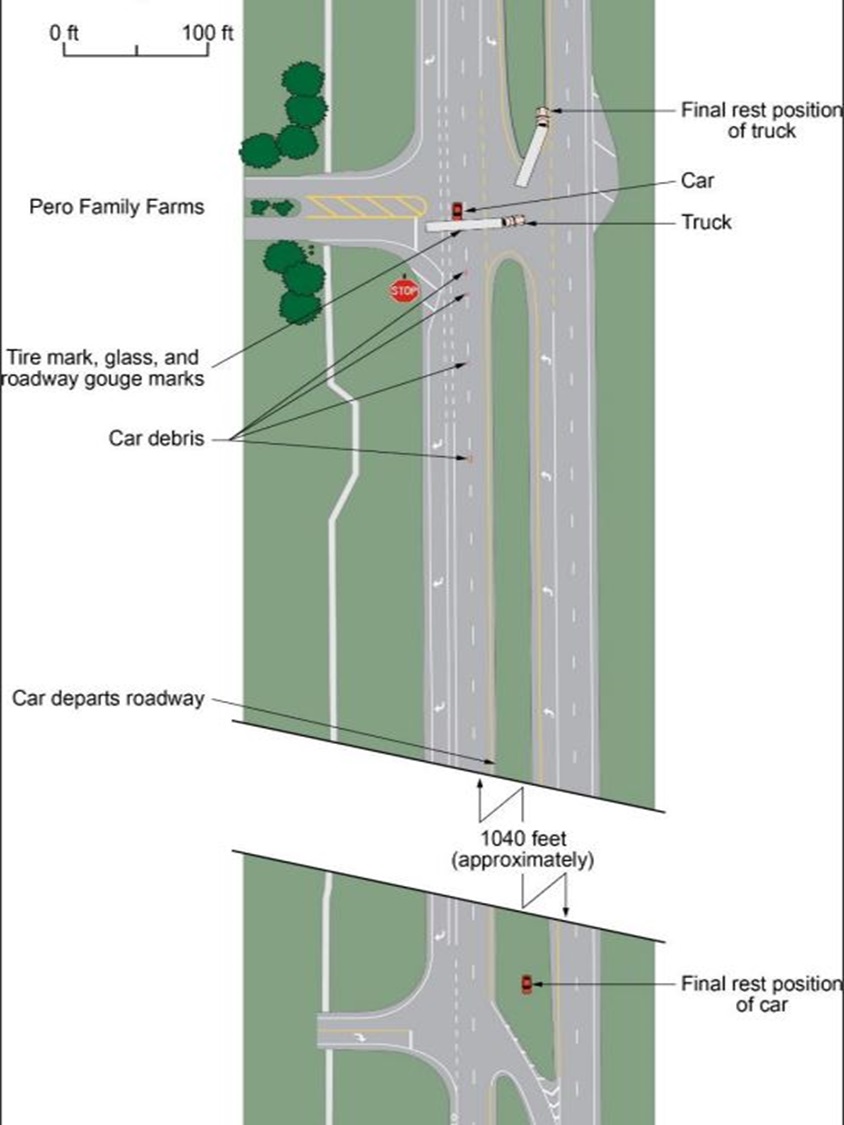 0 ft 100 ft
Final rest position
of truck
Car
Pero Family Farms
Truck
STOP
Tire mark, glass, and
roadway gouge marks
Car debris
Car departs roadway
1040 feet
(approximately)
Final rest position
of car